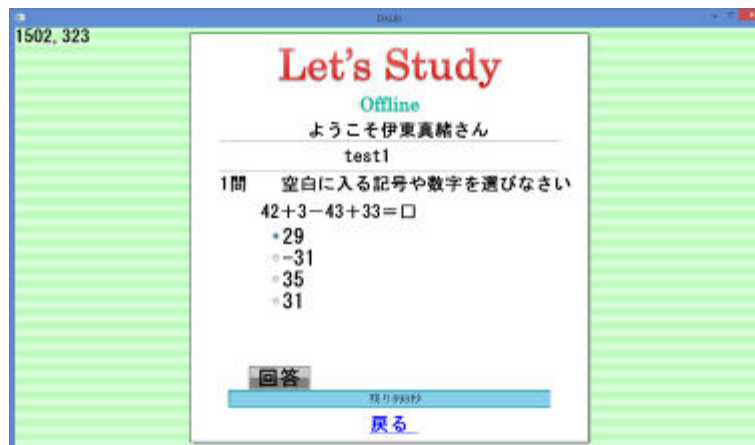 1502, 323
Let's Study
Offline
ようこそ伊東真緒さん
test1
1問 空白に入る記号や数字を選びなさい
42＋3－43＋33＝□
29
-31
35
31
回答
戻る